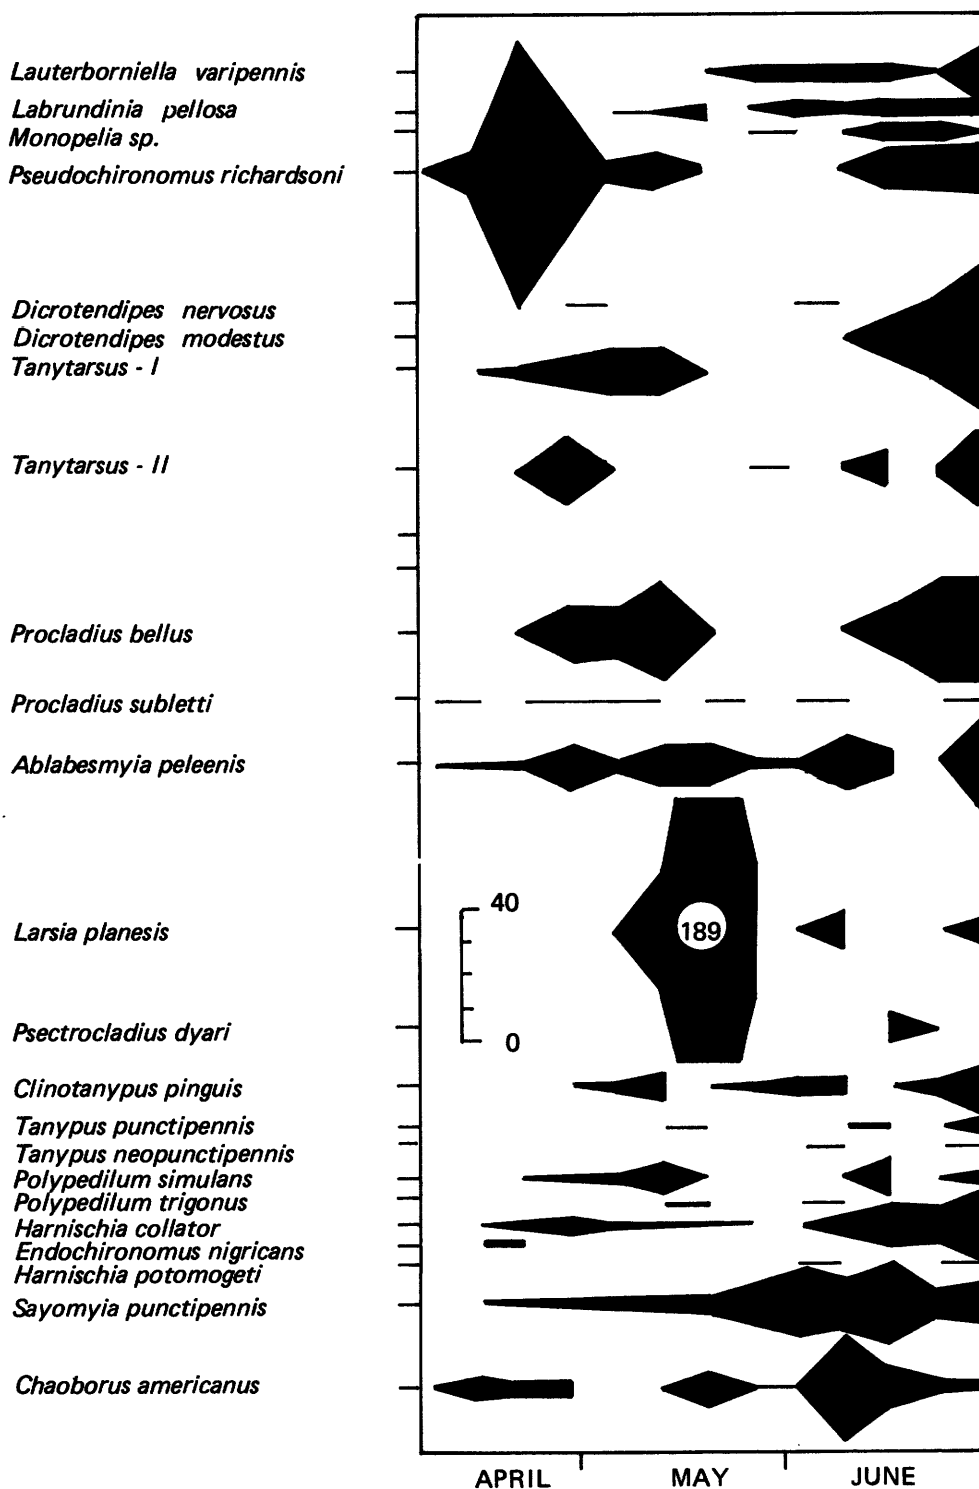 Lauterborniella varipennis
Labrundinia pellosa
Monopelia sp.
Pseudochironomus richardsoni
Dicrotendipes nervosus
Dicrotendipes modestus
Tanytarsus - I
Tanytarsus - II
Procladius bellus
Procladius subletti
Ablabesmyia peleenis
40
Larsia planesis
189
Psectrocladius dyari
0
Clinotanypus pinguis
Tanypus punctipennis
Tanypus neopunctipennis
Polypedilum simulans
Polypedilum trigonus
Harnischia collator
Endochironomus nigricans
Harnischia potomogeti
Sayomyia punctipennis
Chaoborus americanus
APRIL MAY JUNE